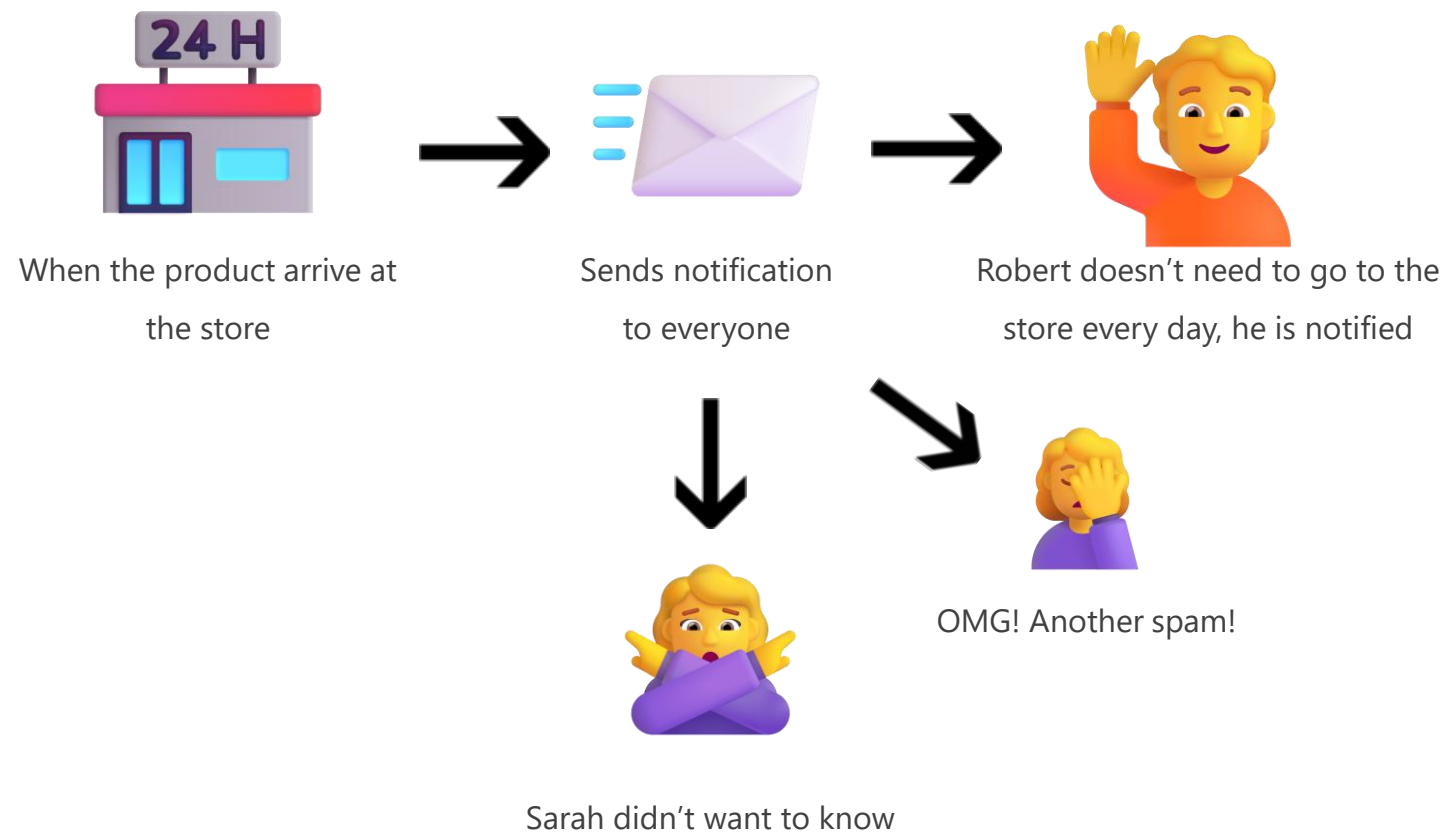 24 H
When the product arrive at
the store
Sends notification
to everyone
Robert doesn’t need to go to the
store every day, he is notified
OMG! Another spam!
Sarah didn’t want to know